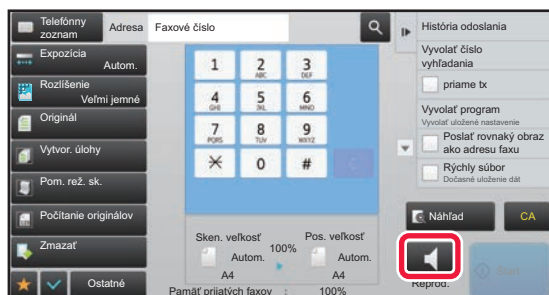 Telefónny
zoznam
Adresa
Faxové číslo
Expozícia
Autom.
Rozlíšenie
Veľmi jemné
Originál
Vytvor. úlohy
Pom. rež. sk.
Počítanie originálov
Zmazať
Ostatné
1
2
ABC
3
DEF
4
GHI
5
JKL
6
MNO
7
PQRS
8
TUV
9
WXYZ
0
#
C
Sken. veľkosť
100%
Pos. veľkosť
Autom.
Autom.
A4
A4
Pamäť prijatých faxov : 100%
História odoslania
Vyvolať číslo
vyhľadania
priame tx
Vyvolať program
Vyvolať uložené nastavenie
Poslať rovnaký obraz
ako adresu faxu
Rýchly súbor
Dočasné uloženie dát
Náhľad
CA
Reprod.
Start